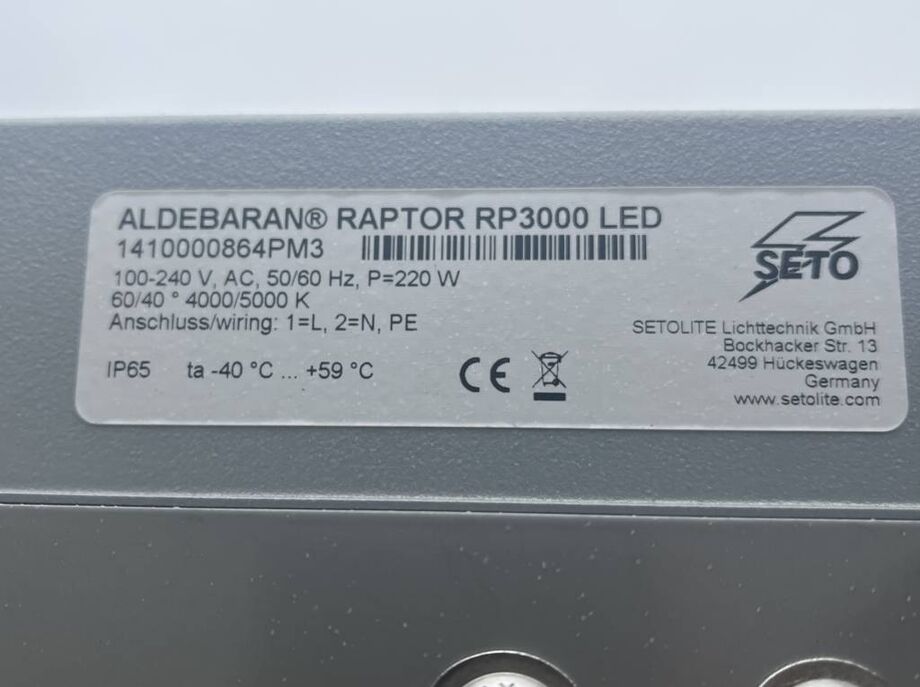 ALDEBARAN® RAPTOR RP3000 LED
1410000864PM3
100-240 V, AC, 50/60 Hz, P=220 W
60/40 ° 4000/5000 K
Anschluss/wiring: 1=L, 2=N, PE
IP65 ta -40 °C ... +59 °C
CE
SETO
SETOLITE Lichttechnik GmbH
Bockhacker Str. 13
42499 Hückeswagen
Germany
www.setolite.com